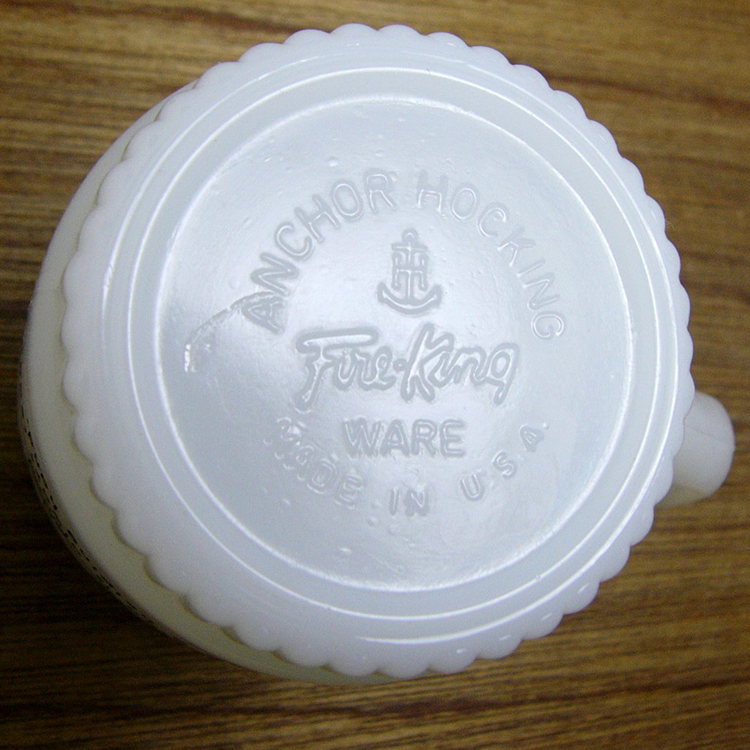 ANCHOR HOCKING
H
Fire-King
WARE
MADE IN U.S.A.